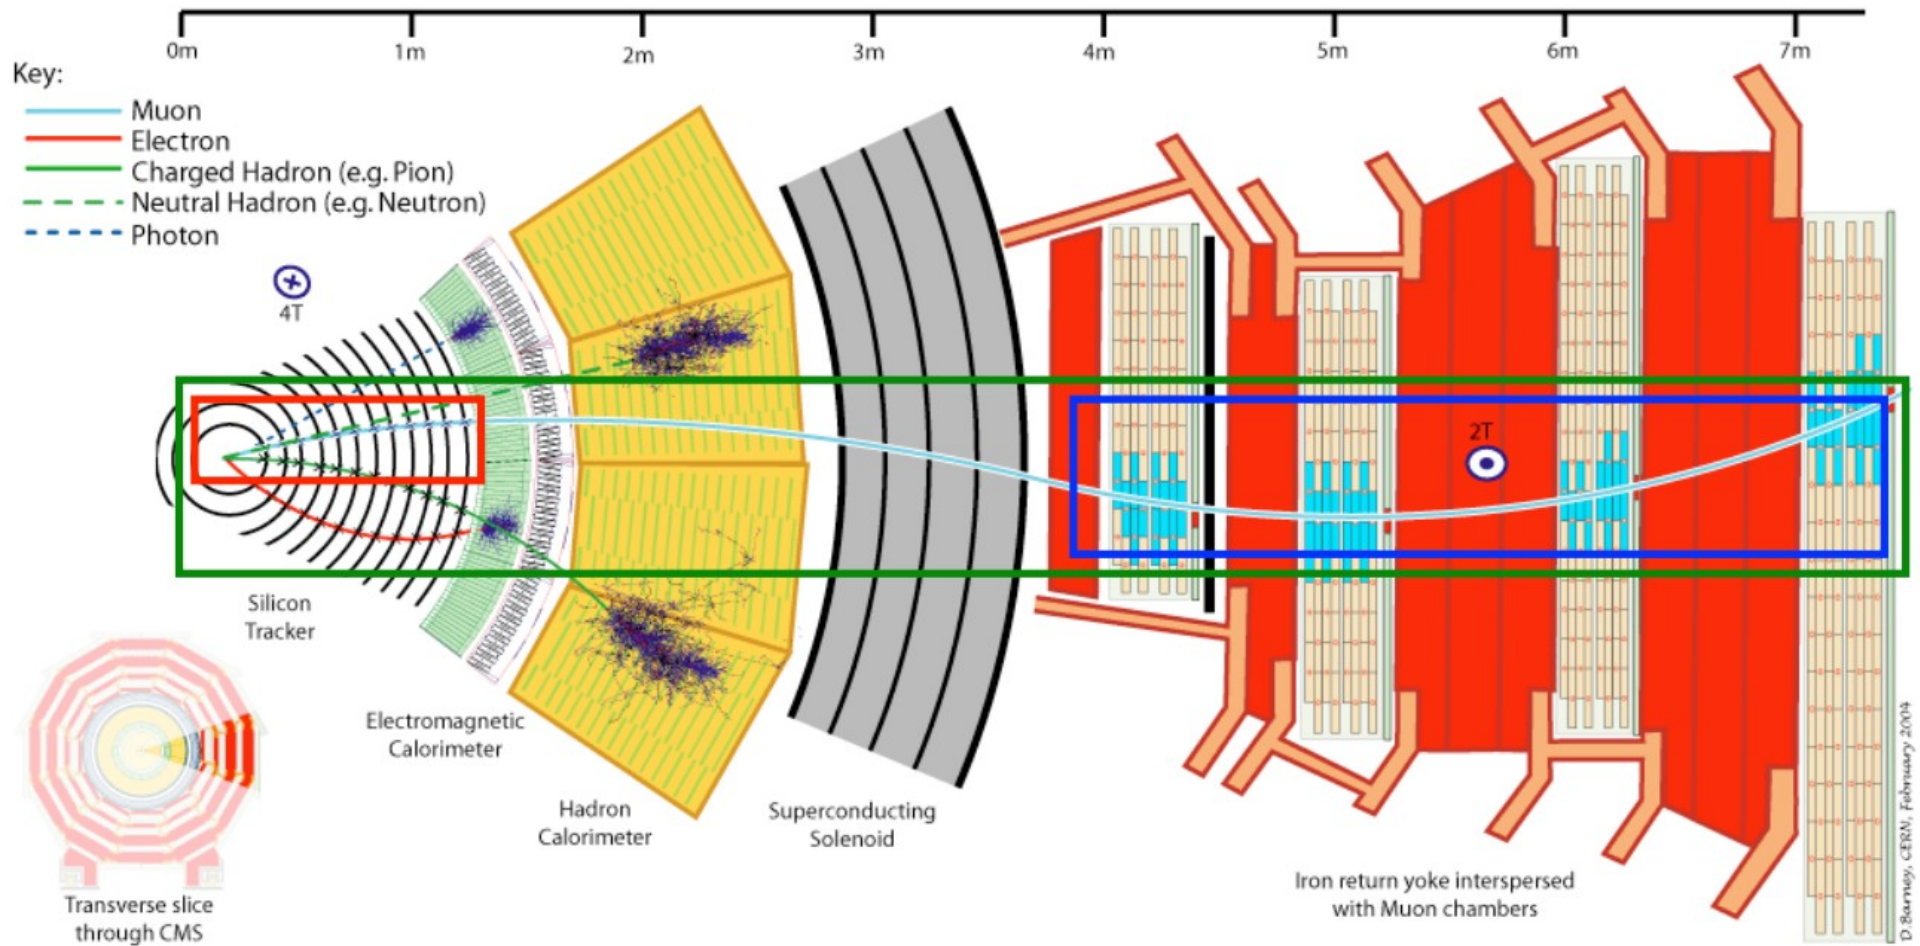 0m 1m 2m 3m 4m 5m 6m 7m
Key:
Muon
Electron
Charged Hadron (e.g. Pion)
Neutral Hadron (e.g. Neutron)
Photon
4T
2T
Silicon
Tracker
Electromagnetic
Calorimeter
Hadron
Calorimeter
Superconducting
Solenoid
Iron return yoke interspersed
with Muon chambers
Transverse slice
through CMS
D.Barney, CERN, February 2004